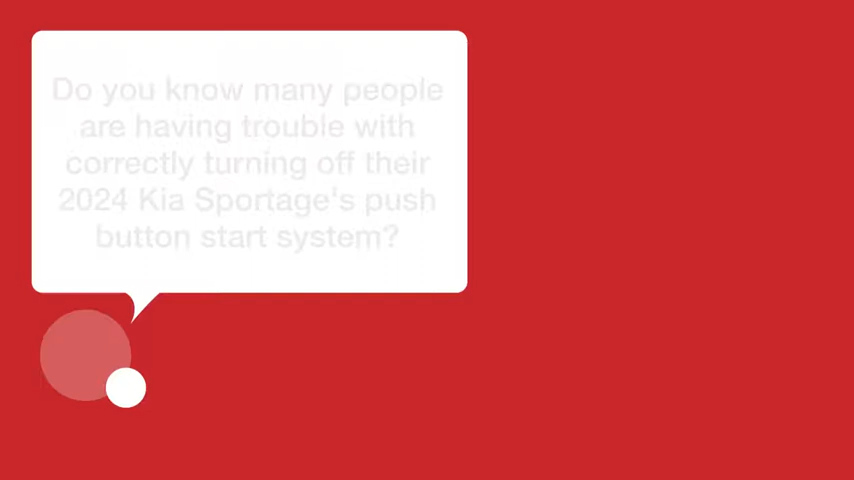 Do you know many people
are having trouble with
correctly turning off their
2024 Kia Sportage's push
button start system?